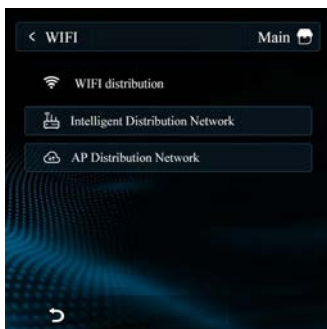 < WIFI Main
WIFI distribution
Intelligent Distribution Network
AP Distribution Network